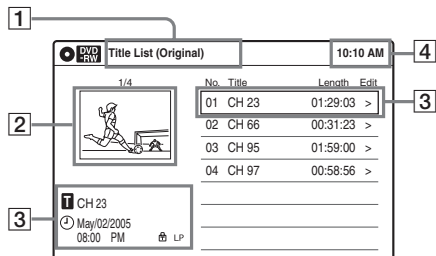 1
DVD -RW Title List (Original) 10:10 AM 4
1/4 No. Title Length Edit
01 CH 23 01:29:03 > 3
2 02 CH 66 00:31:23 >
03 CH 95 01:59:00 >
04 CH 97 00:58:56 >
T CH 23
3 May/02/2005
08:00 PM LP